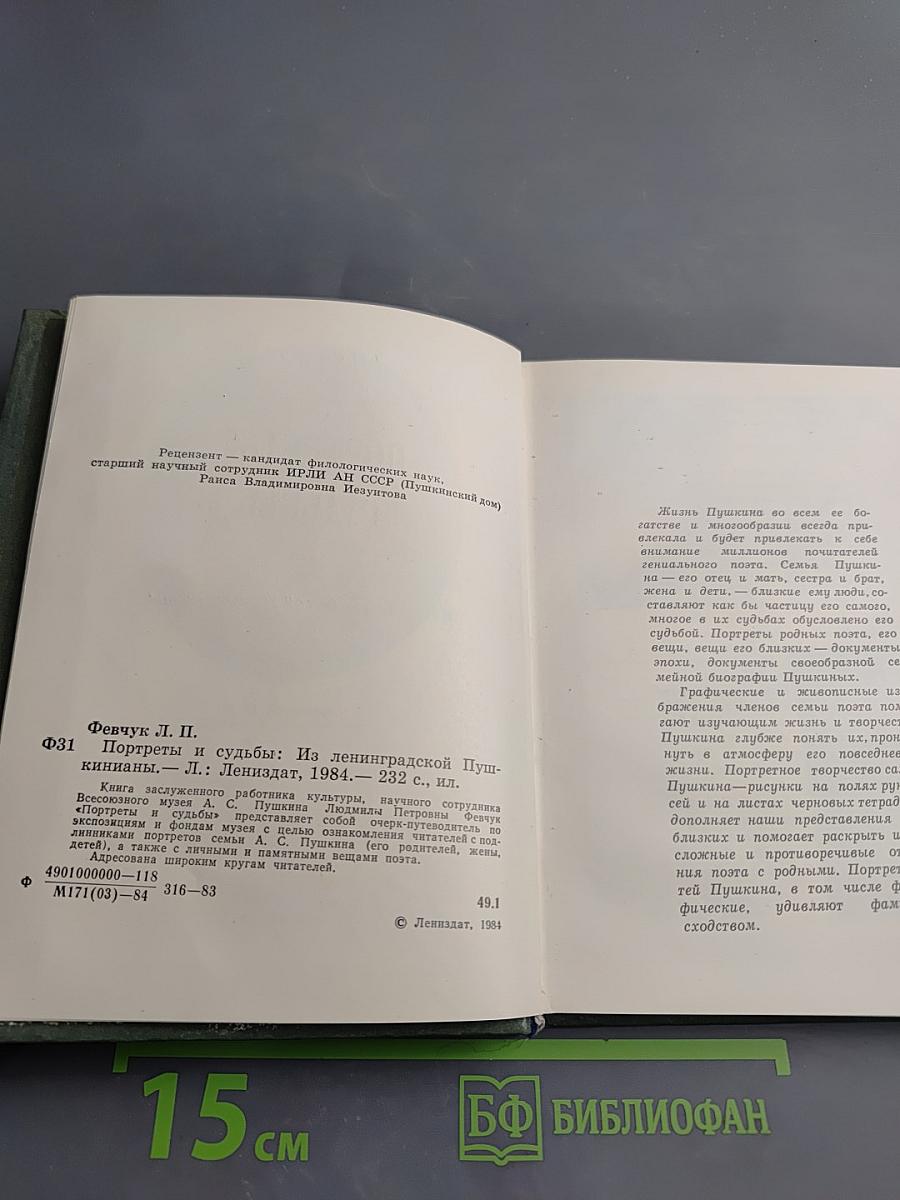 Рецензент — кандидат филологических наук,
старший научный сотрудник ИРЛИ АН СССР (Пушкинский дом)
Раиса Владимировна Иезуитова
Февчук Л. П.
Ф31 Портреты и судьбы: Из ленинградской Пуш-
кинианы.— Л.: Лениздат, 1984.— 232 с., ил.
Книга заслуженного работника культуры, научного сотрудника
Всесоюзного музея А. С. Пушкина Людмилы Петровны Февчук
«Портреты и судьбы» представляет собой очерк-путеводитель по
экспозициям и фондам музея с целью ознакомления читателей с под-
линниками портретов семьи А. С. Пушкина (его родителей, жены,
детей), а также с личными и памятными вещами поэта.
Адресована широким кругам читателей.
Ф 4901000000—118
М171(03)—84 316—83
49.1
© Лениздат, 1984
Жизнь Пушкина во всем ее бо-
гатстве и многообразии всегда при-
влекала и будет привлекать к себе
внимание миллионов почитателей
гениального поэта. Семья Пушки-
на — его отец и мать, сестра и брат,
жена и дети, — близкие ему люди, со-
ставляют как бы частицу его самого,
многое в их судьбах обусловлено его
судьбой. Портреты родных поэта, его
вещи, вещи его близких — документы
эпохи, документы своеобразной се
мейной биографии Пушкиных.
Графические и живописные из
бражения членов семьи поэта пом
гают изучающим жизнь и творчест
Пушкина глубже понять их, прон
нуть в атмосферу его повседнев
жизни. Портретное творчество са
Пушкина — рисунки на полях рук
сей и на листах черновых тетрад
дополняет наши представления
близких и помогает раскрыть и
сложные и противоречивые от
ния поэта с родными. Портре
тей Пушкина, в том числе ф
фические, удивляют фам
сходством.
15 см
БФ БИБЛИОФАН